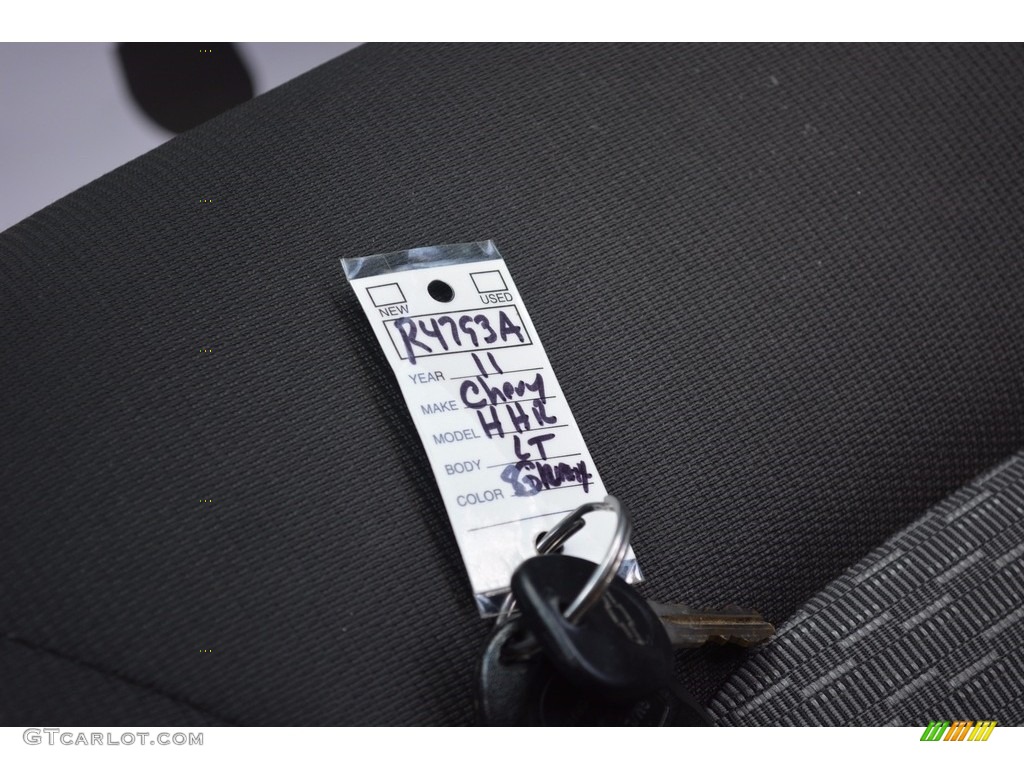 NEW USED
R4793A
YEAR 11
MAKE Chevy
MODEL HHR
BODY LT
COLOR
GTCARLOT.COM